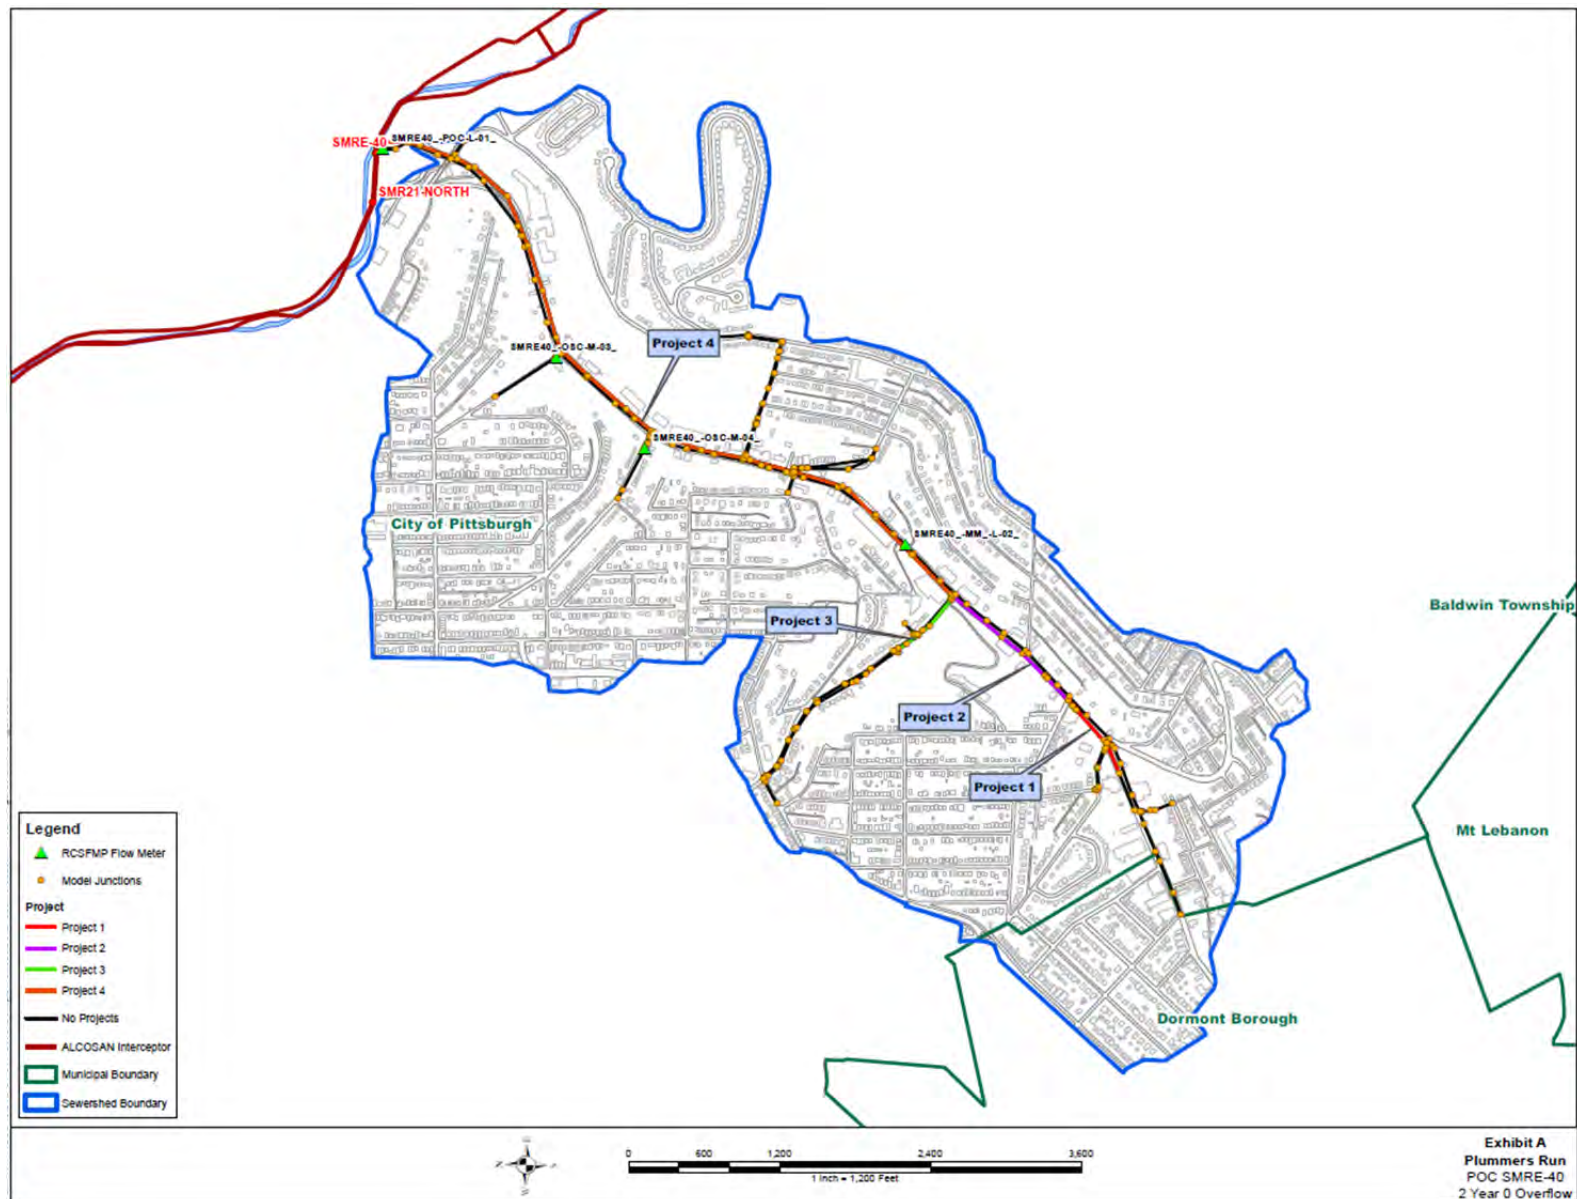 SMRE-40
SMRE40_-POC-L-01_
SMR21-NORTH
SMRE40_-OSC-M-03_
Project 4
SMRE40_-OSC-M-04_
City of Pittsburgh
SMRE40_-MM_-L-02_
Baldwin Township
Project 3
Project 2
Project 1
Mt Lebanon
Dormont Borough
Legend
RCSFMP Flow Meter
Model Junctions
Project
Project 1
Project 2
Project 3
Project 4
No Projects
ALCOSAN Interceptor
Municipal Boundary
Sewershed Boundary
0 600 1,200 2,400 3,600
1 inch = 1,200 Feet
Exhibit A
Plummers Run
POC SMRE-40
2 Year 0 Overflow